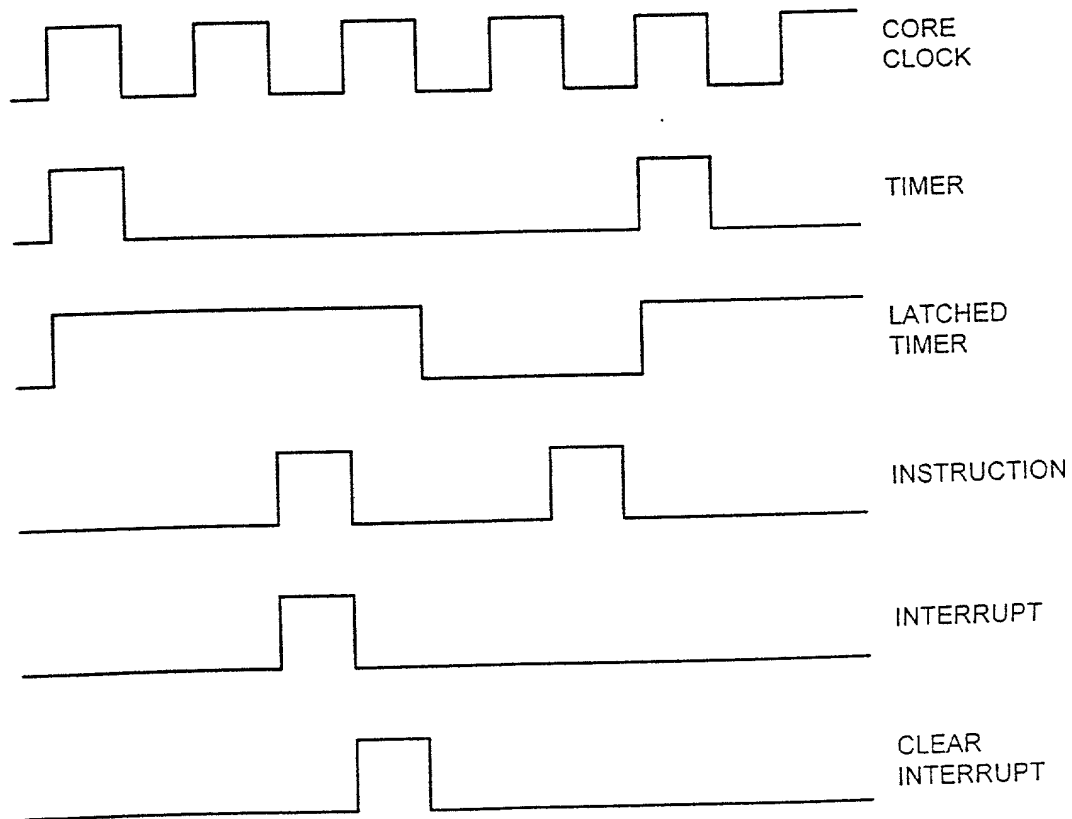 CORE
CLOCK
TIMER
LATCHED
TIMER
INSTRUCTION
INTERRUPT
CLEAR
INTERRUPT